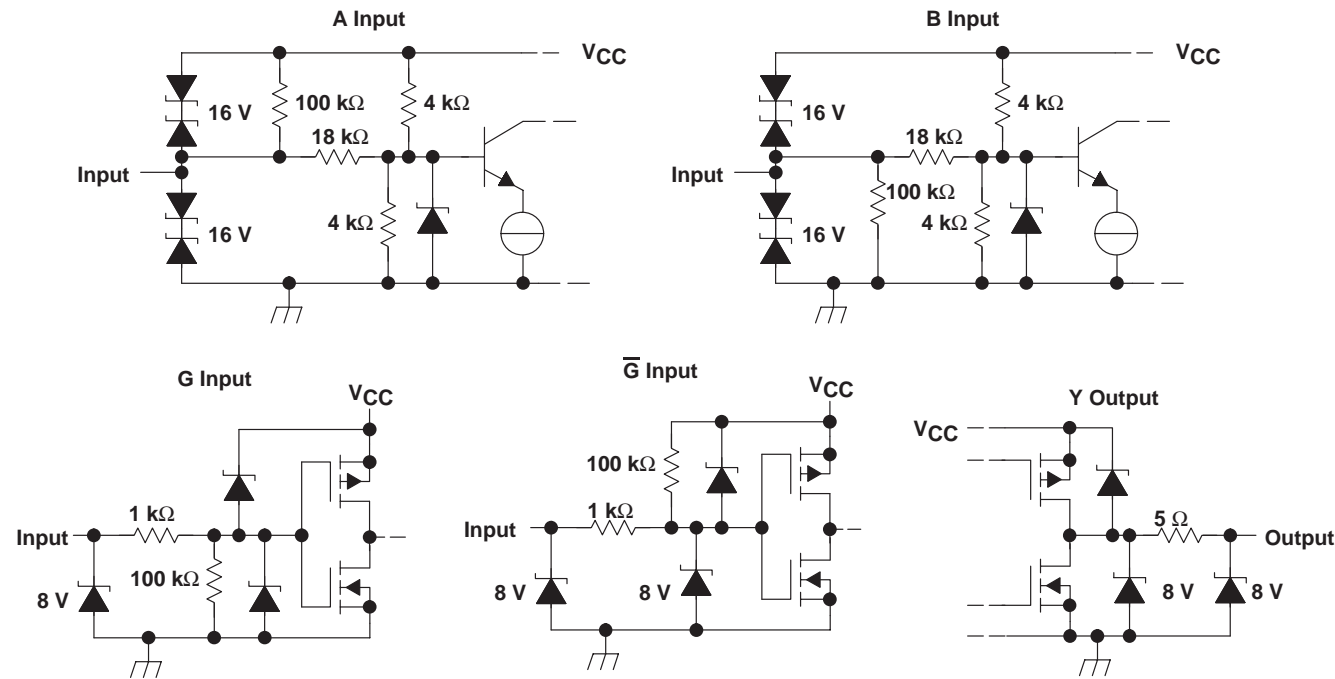 A Input
B Input
VCC
VCC
16 V
100 kΩ
4 kΩ
18 kΩ
Input
16 V
4 kΩ
16 V
4 kΩ
18 kΩ
Input
100 kΩ
16 V
4 kΩ
G Input
VCC
1 kΩ
Input
100 kΩ
8 V
G̅ Input
VCC
100 kΩ
1 kΩ
Input
8 V
8 V
Y Output
VCC
5 Ω
Output
8 V
8 V